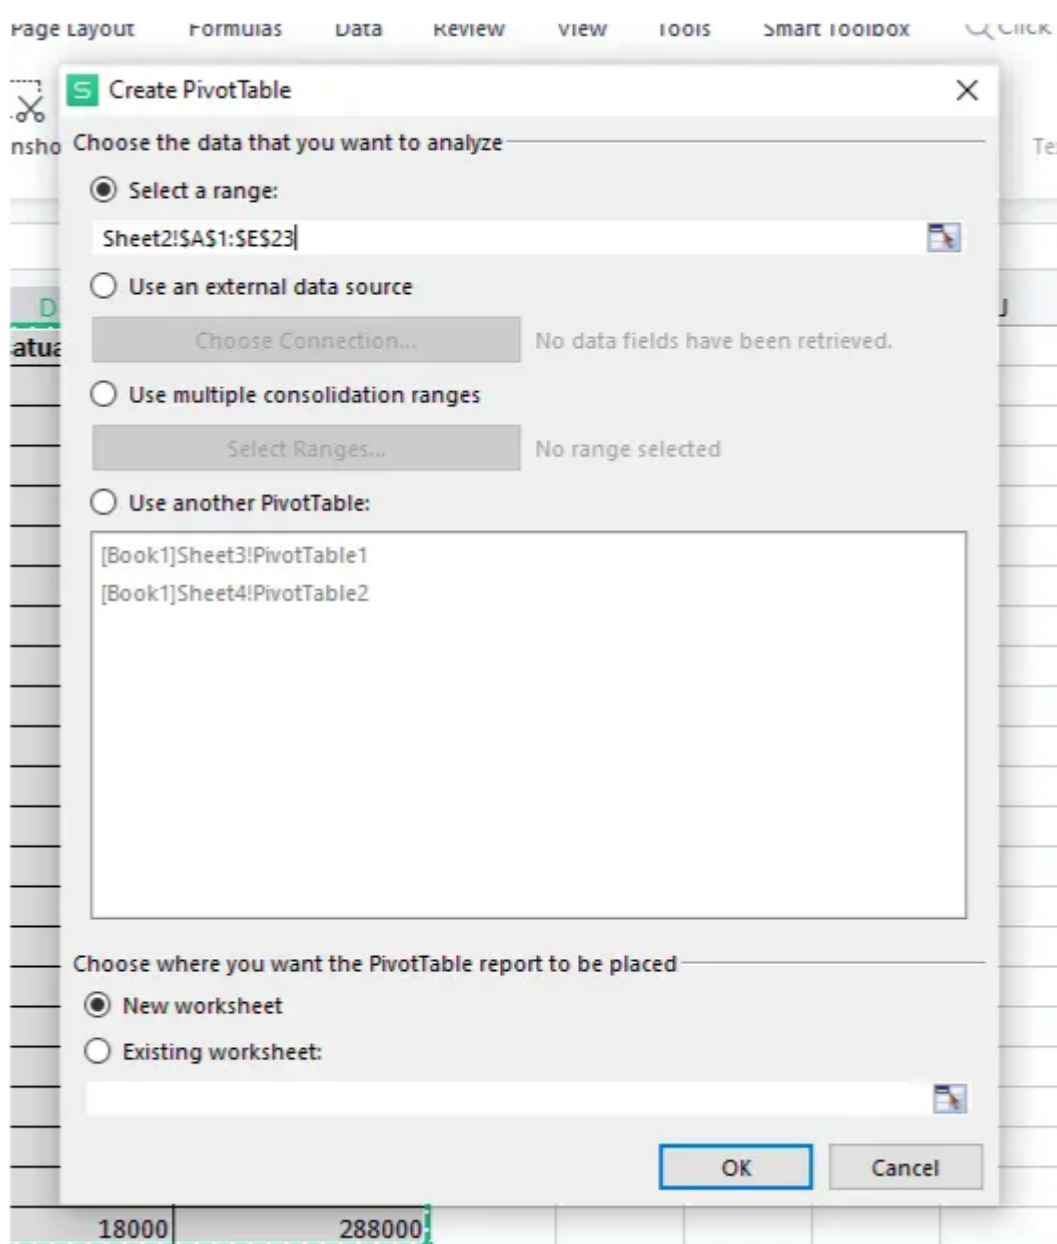 Page Layout Formulas Data Review View Tools Smart Toolbox Click
Create PivotTable
nsho Choose the data that you want to analyze
Select a range:
Sheet2!$A$1:$E$23
Use an external data source
D J
atua Choose Connection... No data fields have been retrieved.
Use multiple consolidation ranges
Select Ranges... No range selected
Use another PivotTable:
[Book1]Sheet3!PivotTable1
[Book1]Sheet4!PivotTable2
Choose where you want the PivotTable report to be placed
New worksheet
Existing worksheet:
OK Cancel
18000 288000